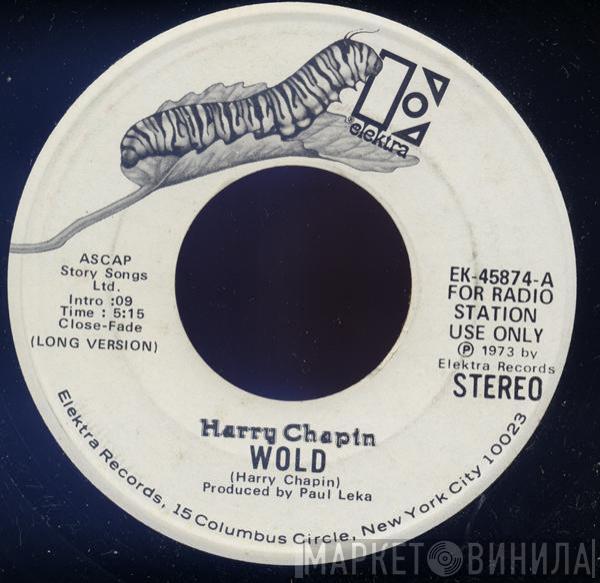 elektra
ASCAP
Story Songs
Ltd.
Intro :09
Time : 5:15
Close-Fade
(LONG VERSION)
EK-45874-A
FOR RADIO
STATION
USE ONLY
Ⓟ 1973 by
Elektra Records
STEREO
Harry Chapin
WOLD
(Harry Chapin)
Produced by Paul Leka
Elektra Records, 15 Columbus Circle, New York City 10023
МАРКЕТ ВИНИЛА